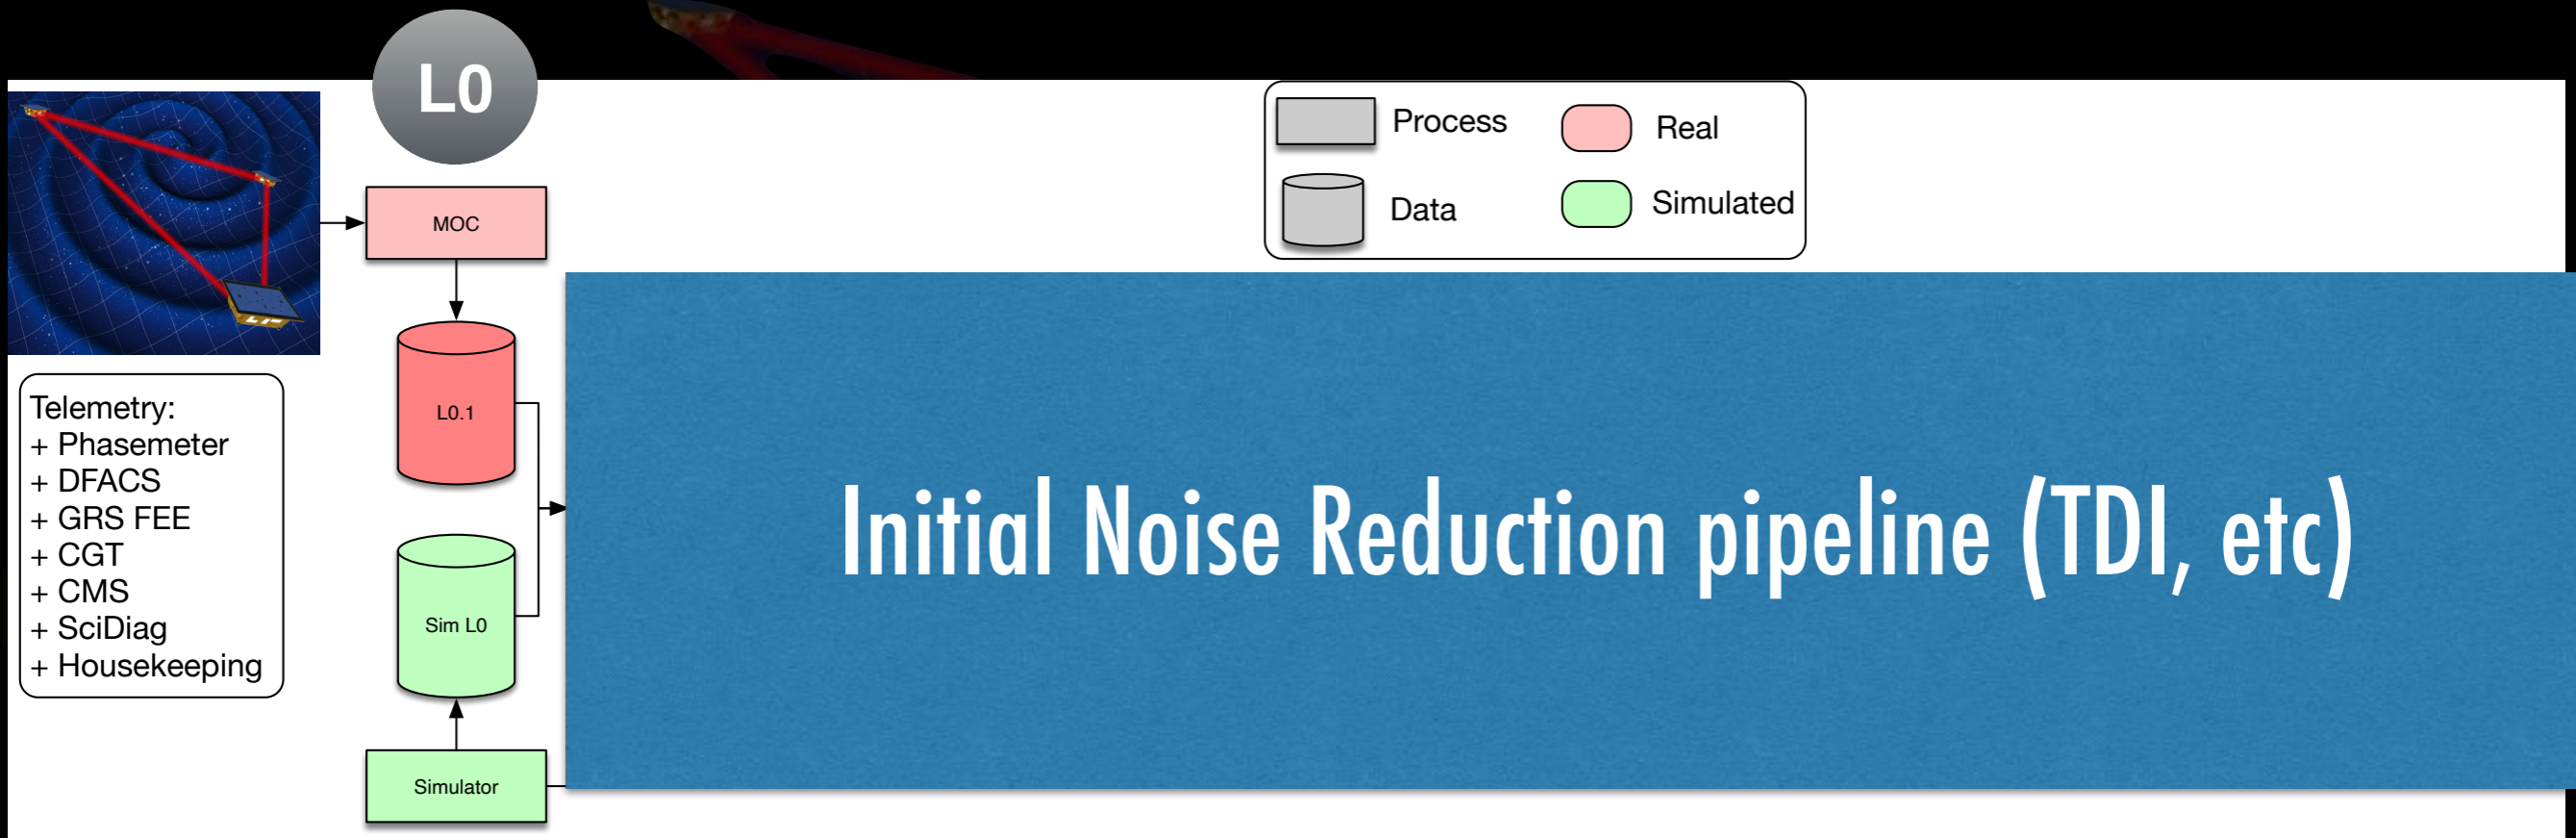 L0
Process
Real
Data
Simulated
MOC
L0.1
Sim L0
Simulator
Telemetry:
+ Phasemeter
+ DFACS
+ GRS FEE
+ CGT
+ CMS
+ SciDiag
+ Housekeeping
Initial Noise Reduction pipeline (TDI, etc)